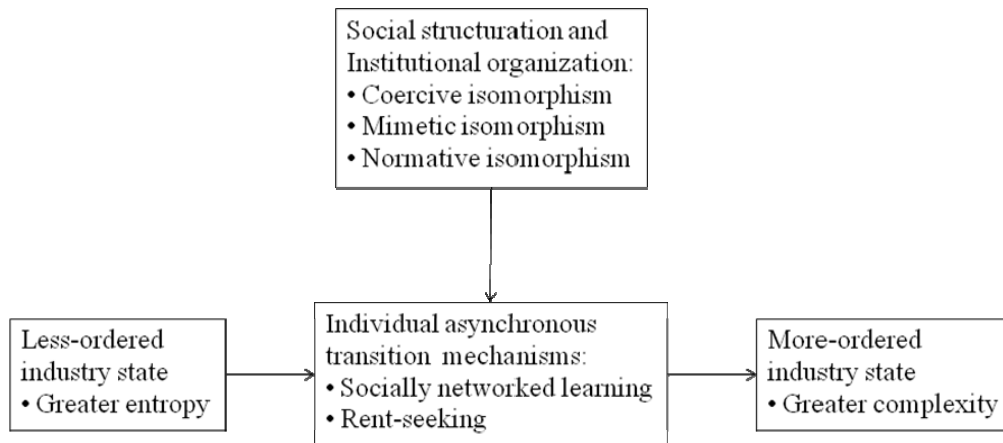 Social structuration and
Institutional organization:
• Coercive isomorphism
• Mimetic isomorphism
• Normative isomorphism
Less-ordered
industry state
• Greater entropy
Individual asynchronous
transition mechanisms:
• Socially networked learning
• Rent-seeking
More-ordered
industry state
• Greater complexity